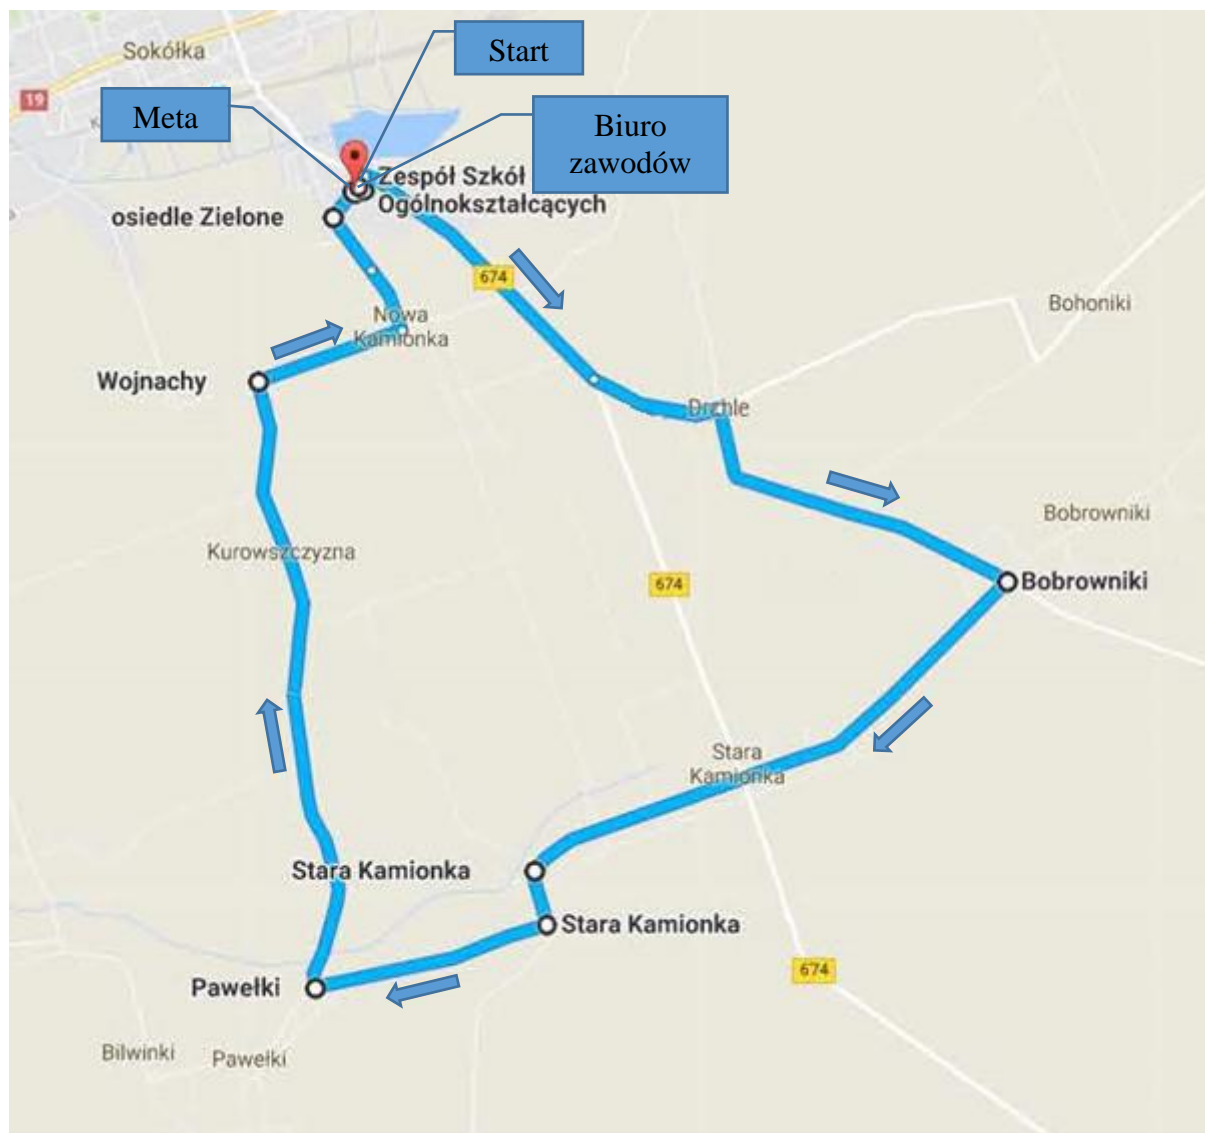 Sokółka
Start
19
Meta
Biuro
zawodów
Zespół Szkół
Ogólnokształcących
osiedle Zielone
674
Nowa
Kamionka
Bohoniki
Wojnachy
Drahle
Bobrowniki
Kurowszczyzna
674
Bobrowniki
Stara
Kamionka
Stara Kamionka
Stara Kamionka
674
Pawełki
Bilwinki
Pawełki